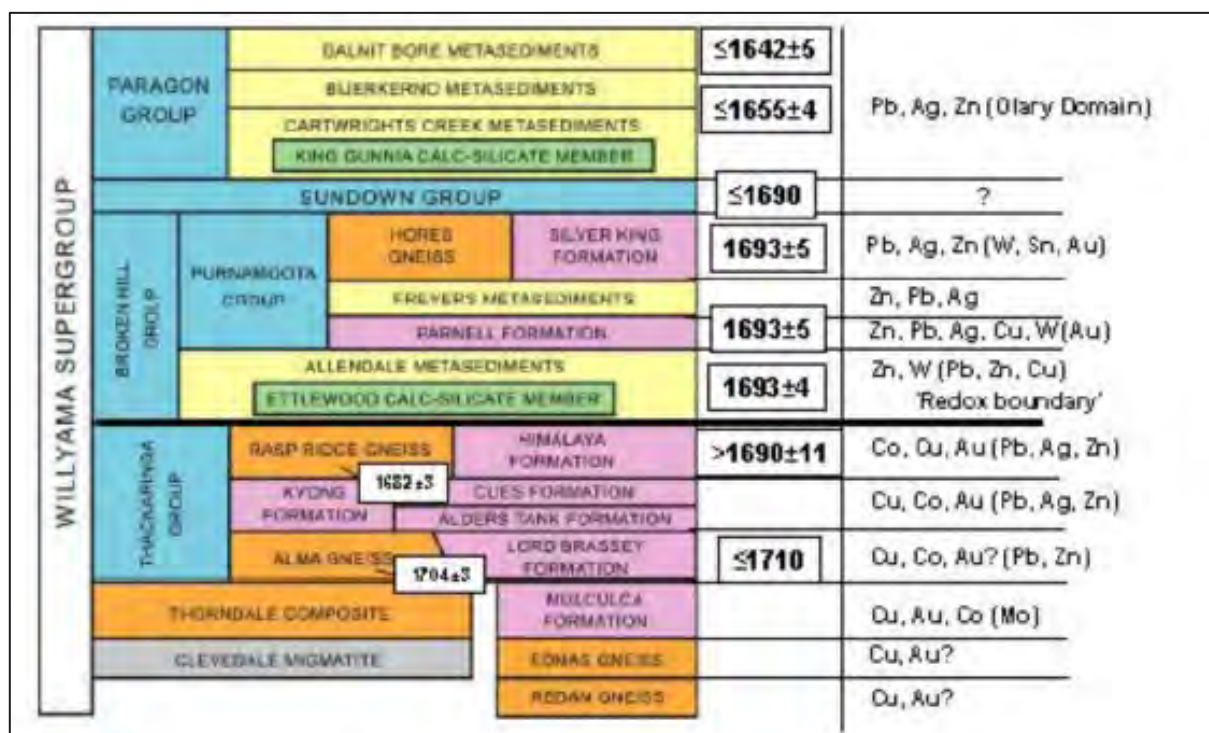 WILLYAMA SUPERGROUP
PARAGON
GROUP
DALNIT BORE METASEDIMENTS
≤1642±5
BIJERKERNO METASEDIMENTS
≤1655±4
Pb, Ag, Zn (Olary Domain)
CARTWRIGHTS CREEK METASEDIMENTS
KING GUNNIA CALC-SILICATE MEMBER
SUNDOWN GROUP
≤1690
?
BROKEN HILL
GROUP
PURNAMOOTA
GROUP
HORES
GNEISS
SILVER KING
FORMATION
1693±5
Pb, Ag, Zn (W, Sn, Au)
FREYERS METASEDIMENTS
Zn, Pb, Ag
PARNELL FORMATION
1693±5
Zn, Pb, Ag, Cu, W (Au)
ALLENDALE METASEDIMENTS
ETTLEWOOD CALC-SILICATE MEMBER
1693±4
Zn, W (Pb, Zn, Cu)
'Redox boundary'
THACKARINGA
GROUP
RASP RIDGE GNEISS
1682±3
HIMALAYA
FORMATION
>1690±11
Co, Cu, Au (Pb, Ag, Zn)
KYONG
FORMATION
CUES FORMATION
Cu, Co, Au (Pb, Ag, Zn)
ALDERS TANK FORMATION
ALMA GNEISS
1704±3
LORD BRASSEY
FORMATION
≤1710
Cu, Co, Au? (Pb, Zn)
THORNDALE COMPOSITE
MULCULCA
FORMATION
Cu, Au, Co (Mo)
CLEVEDALE MIGMATITE
EDNAS GNEISS
Cu, Au?
REDAN GNEISS
Cu, Au?